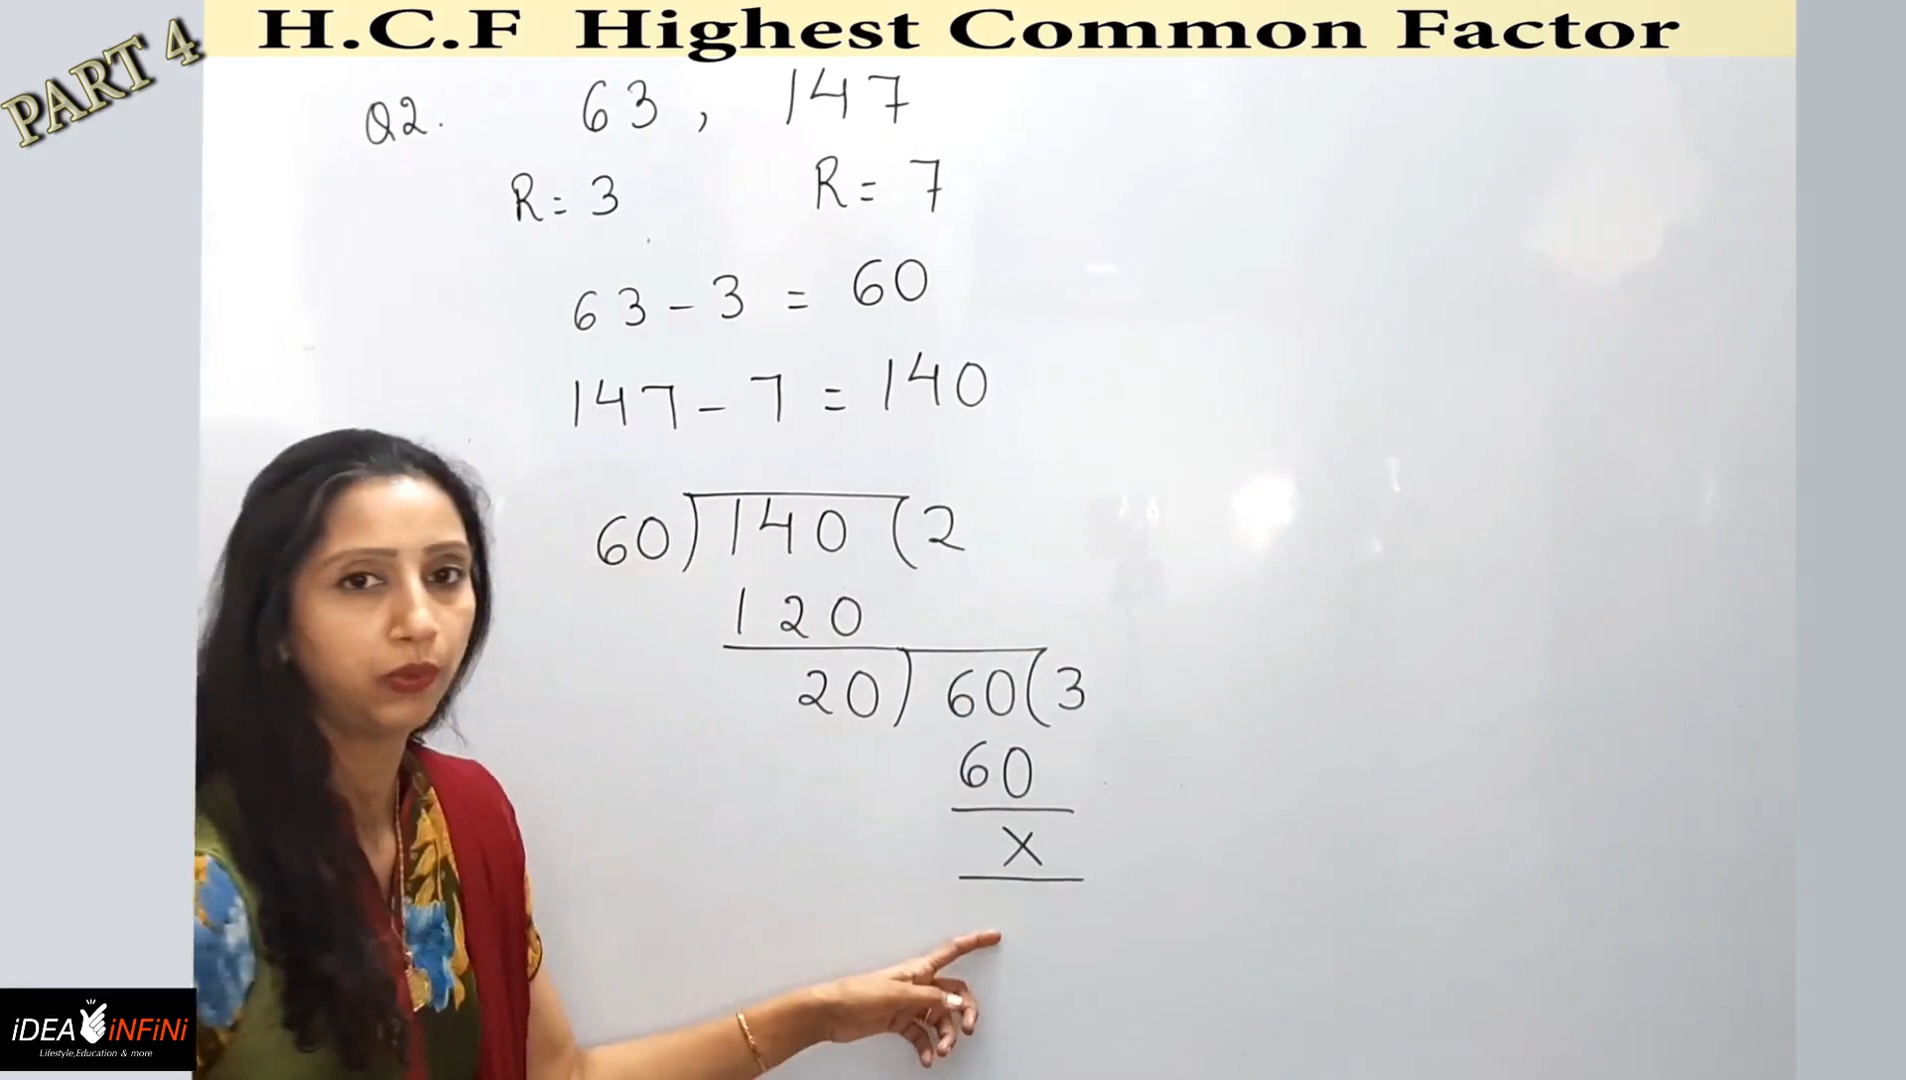 PART 4
H.C.F Highest Common Factor
Q2. 63, 147
R = 3 R = 7
63 - 3 = 60
147 - 7 = 140
60) 140 (2
120
20) 60 (3
60
x
iDEA iNFiNi
Lifestyle,Education & more